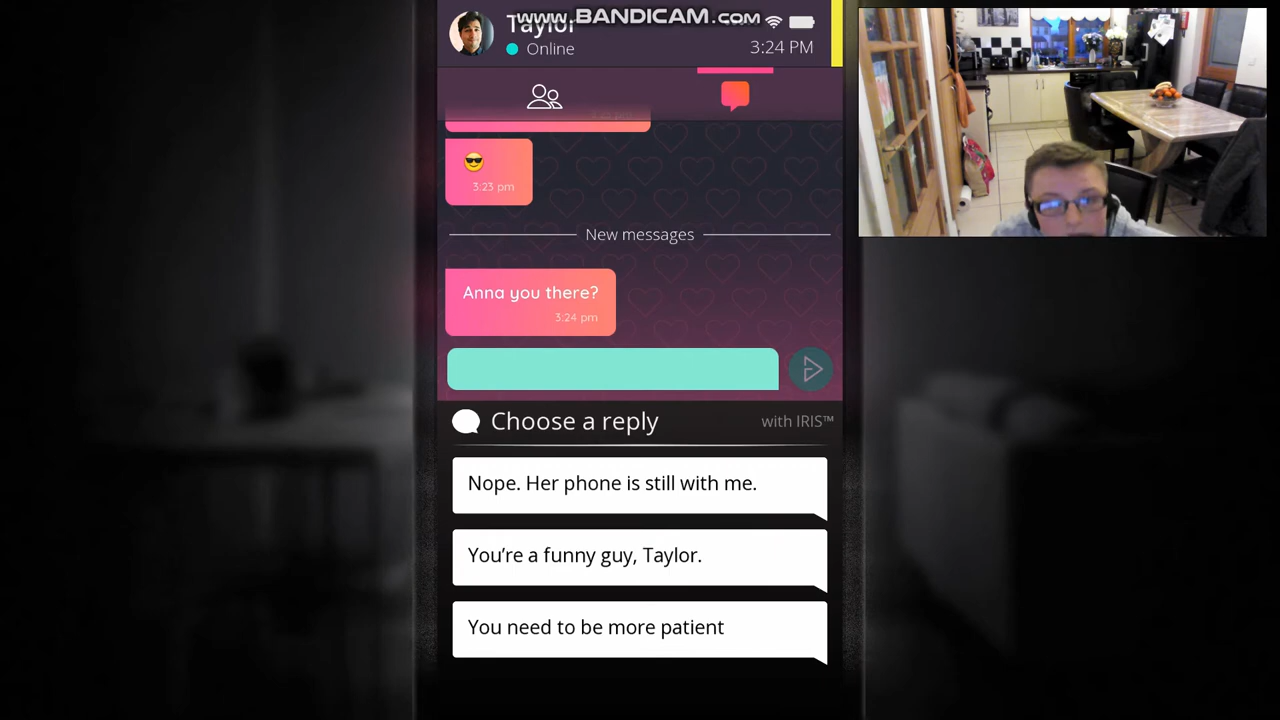 www.BANDICAM.com
Taylor
Online
3:24 PM
3:23 pm
New messages
Anna you there?
3:24 pm
Choose a reply
with IRIS™
Nope. Her phone is still with me.
You’re a funny guy, Taylor.
You need to be more patient